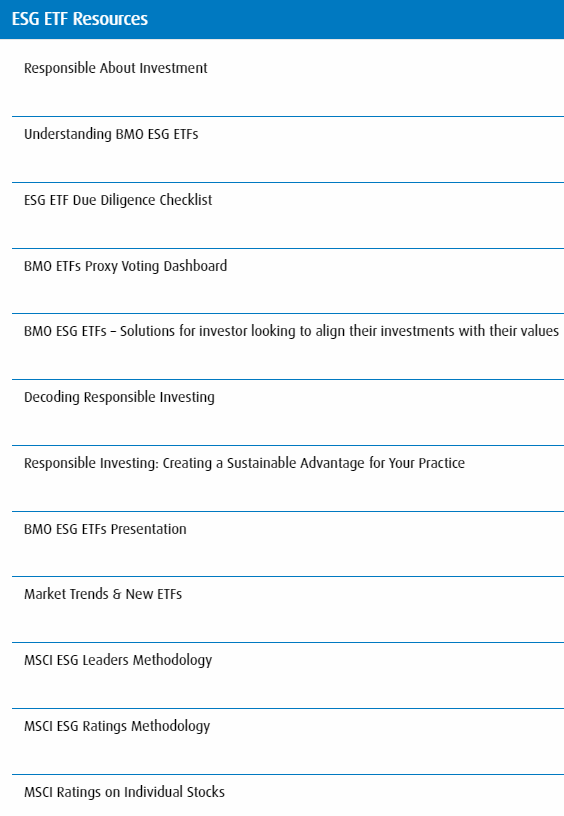 ESG ETF Resources
Responsible About Investment
Understanding BMO ESG ETFs
ESG ETF Due Diligence Checklist
BMO ETFs Proxy Voting Dashboard
BMO ESG ETFs – Solutions for investor looking to align their investments with their values
Decoding Responsible Investing
Responsible Investing: Creating a Sustainable Advantage for Your Practice
BMO ESG ETFs Presentation
Market Trends & New ETFs
MSCI ESG Leaders Methodology
MSCI ESG Ratings Methodology
MSCI Ratings on Individual Stocks